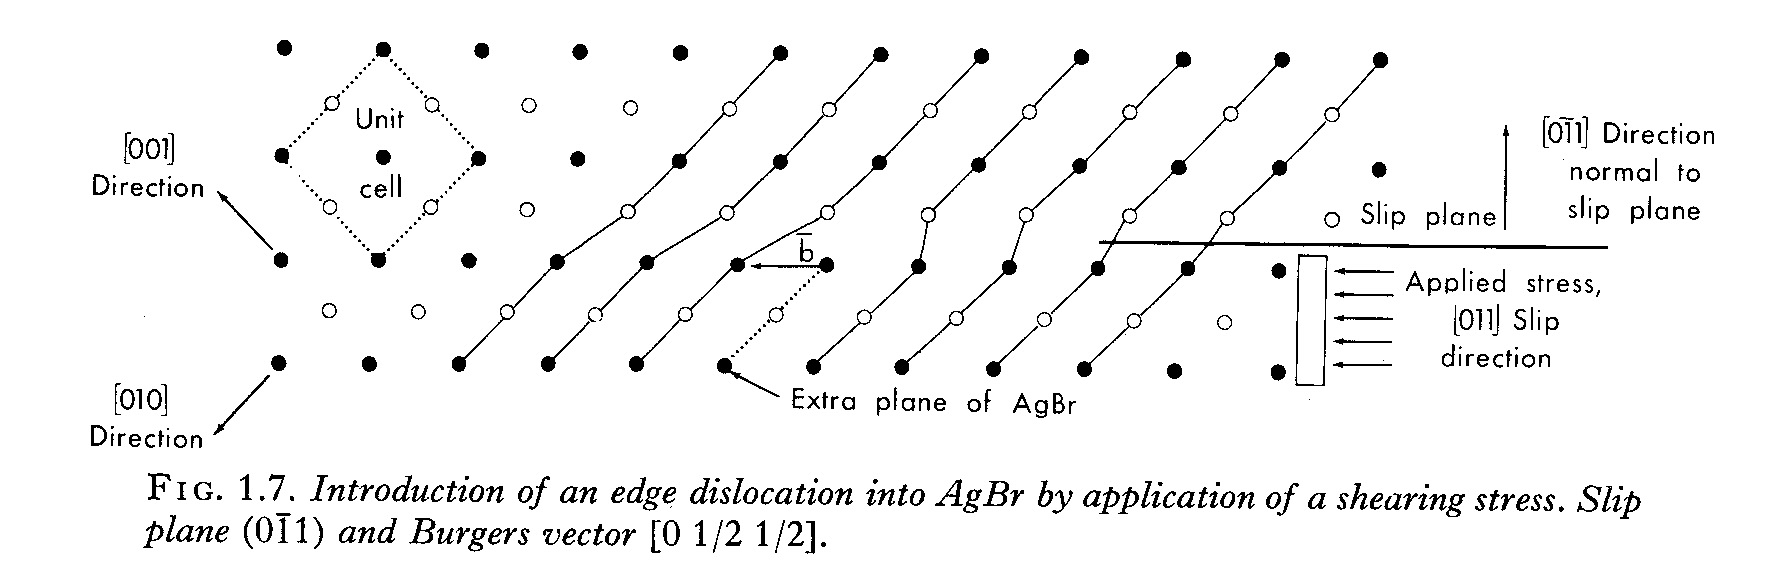 Unit
cell
[001]
Direction
[01̅1] Direction
normal to
slip plane
Slip plane
b̅
Applied stress,
[011] Slip
direction
Extra plane of AgBr
[010]
Direction
FIG. 1.7. Introduction of an edge dislocation into AgBr by application of a shearing stress. Slip
plane (01̅1) and Burgers vector [0 1/2 1/2].